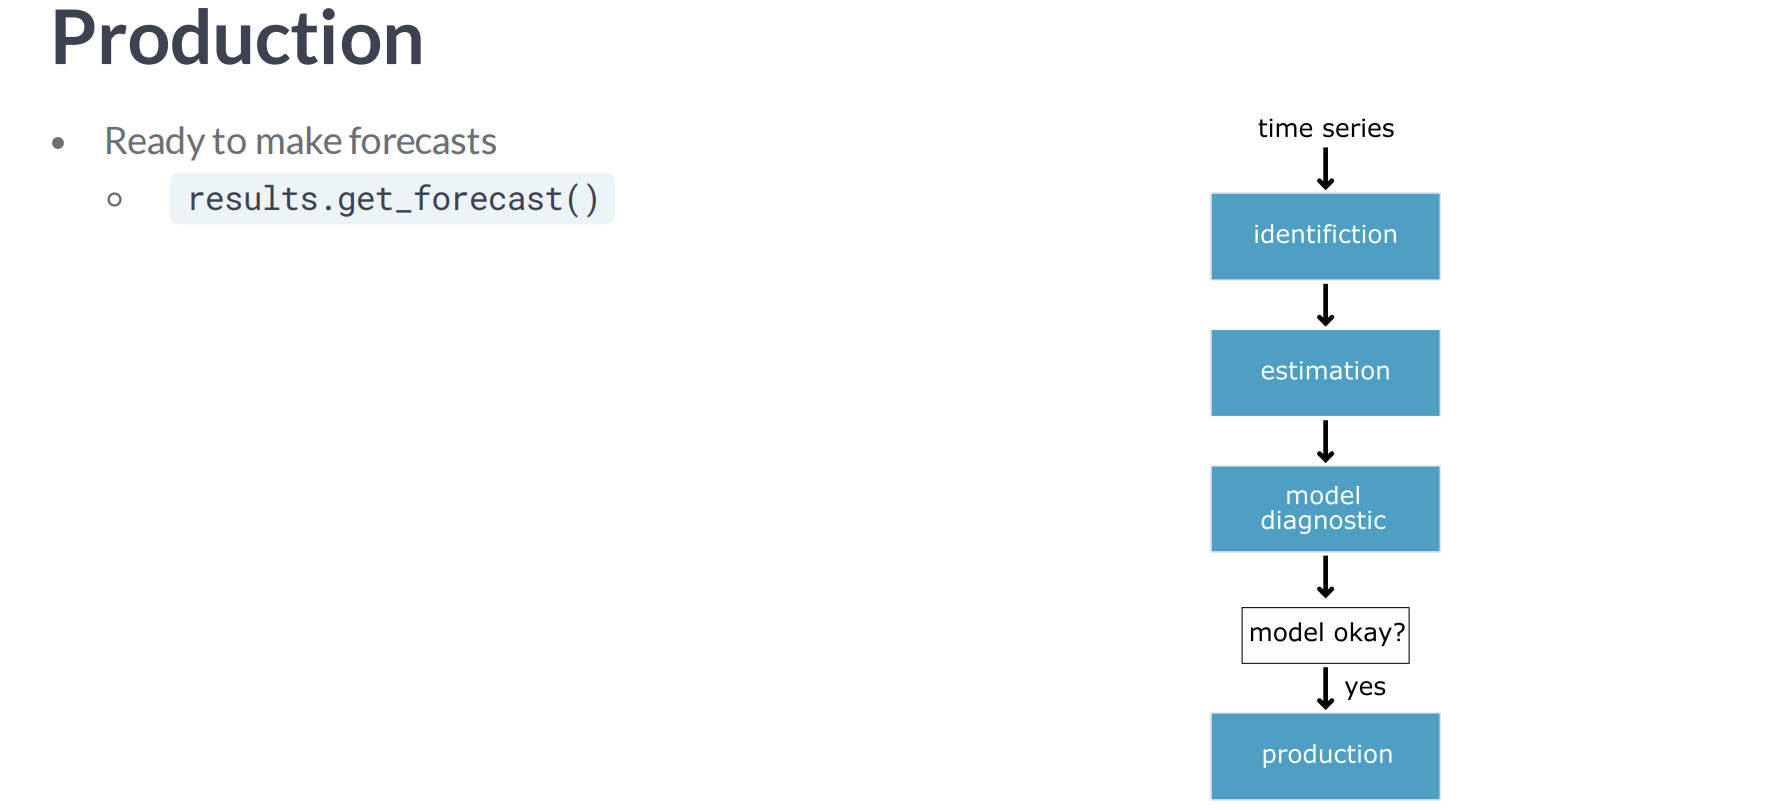 Production
Ready to make forecasts
results.get_forecast()
time series
identifiction
estimation
model
diagnostic
model okay?
yes
production